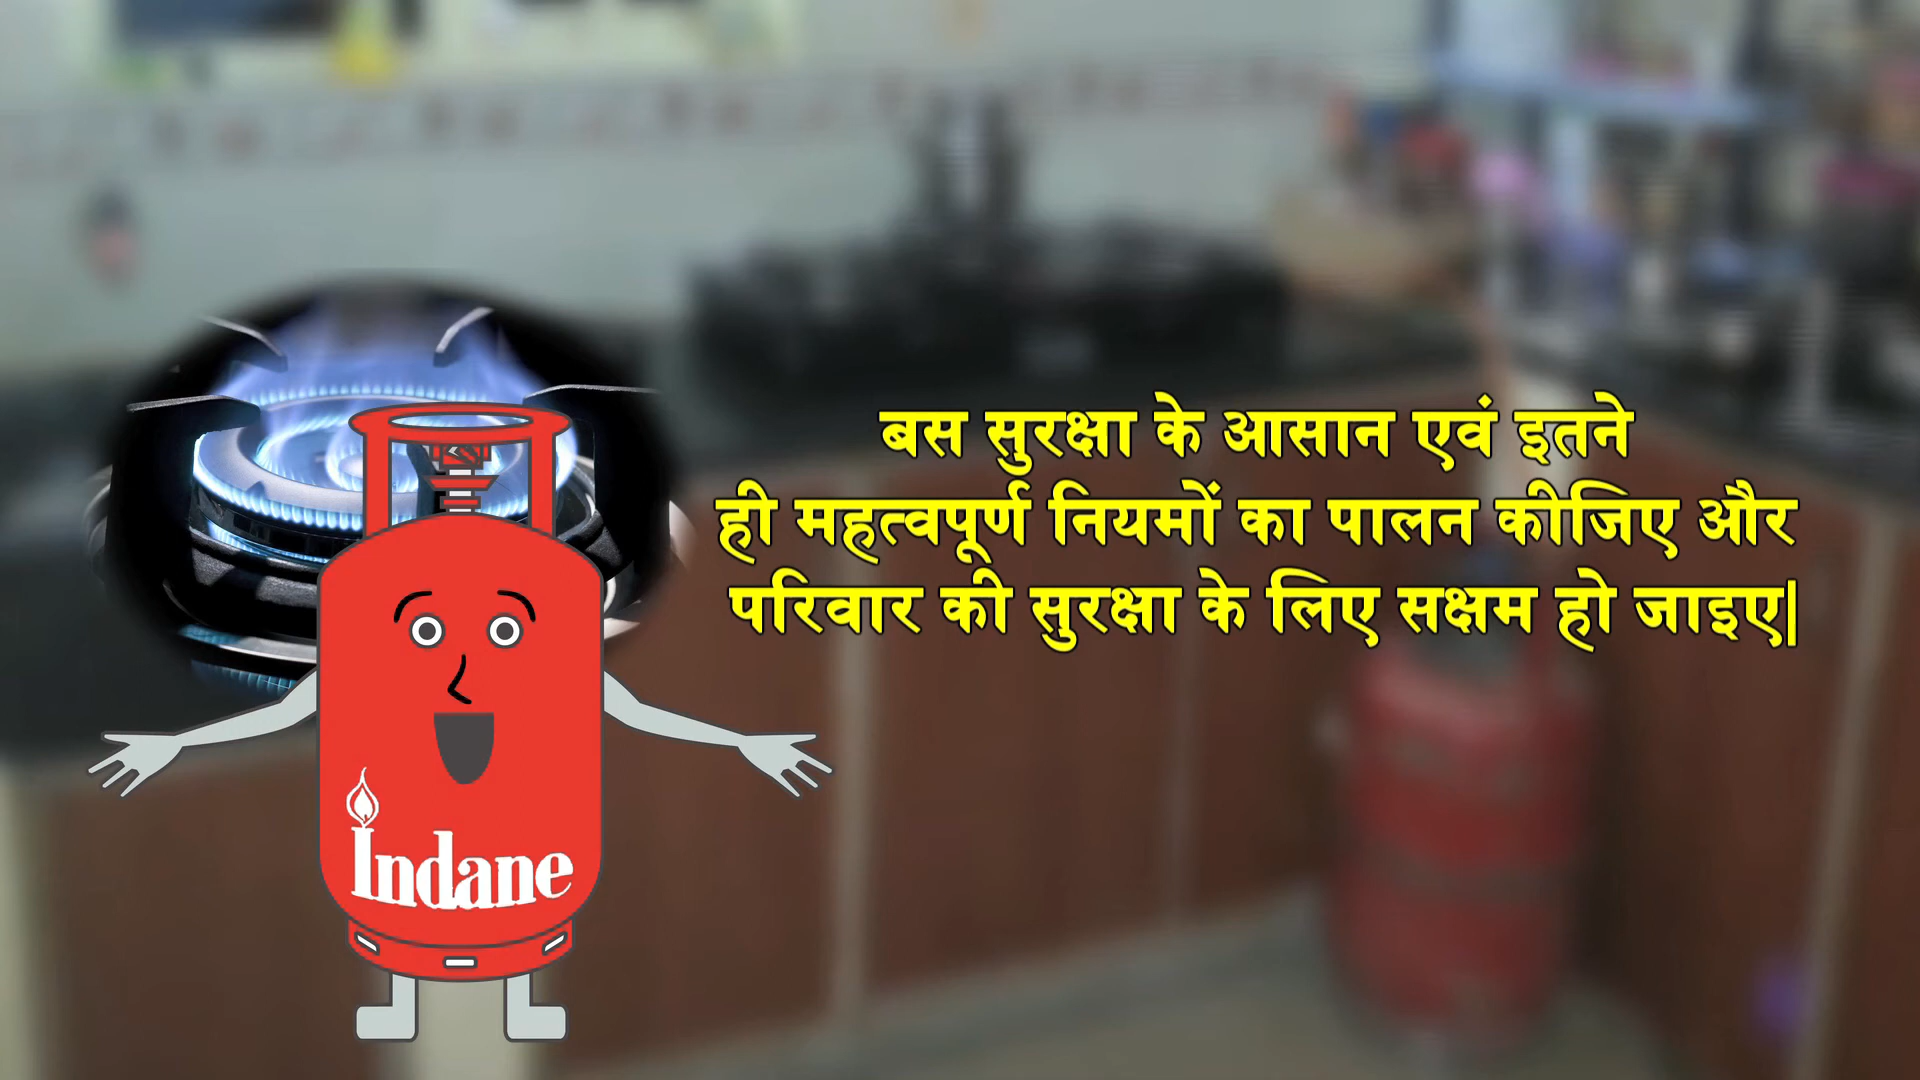 बस सुरक्षा के आसान एवं इतने
ही महत्वपूर्ण नियमों का पालन कीजिए और
परिवार की सुरक्षा के लिए सक्षम हो जाइए|
Indane